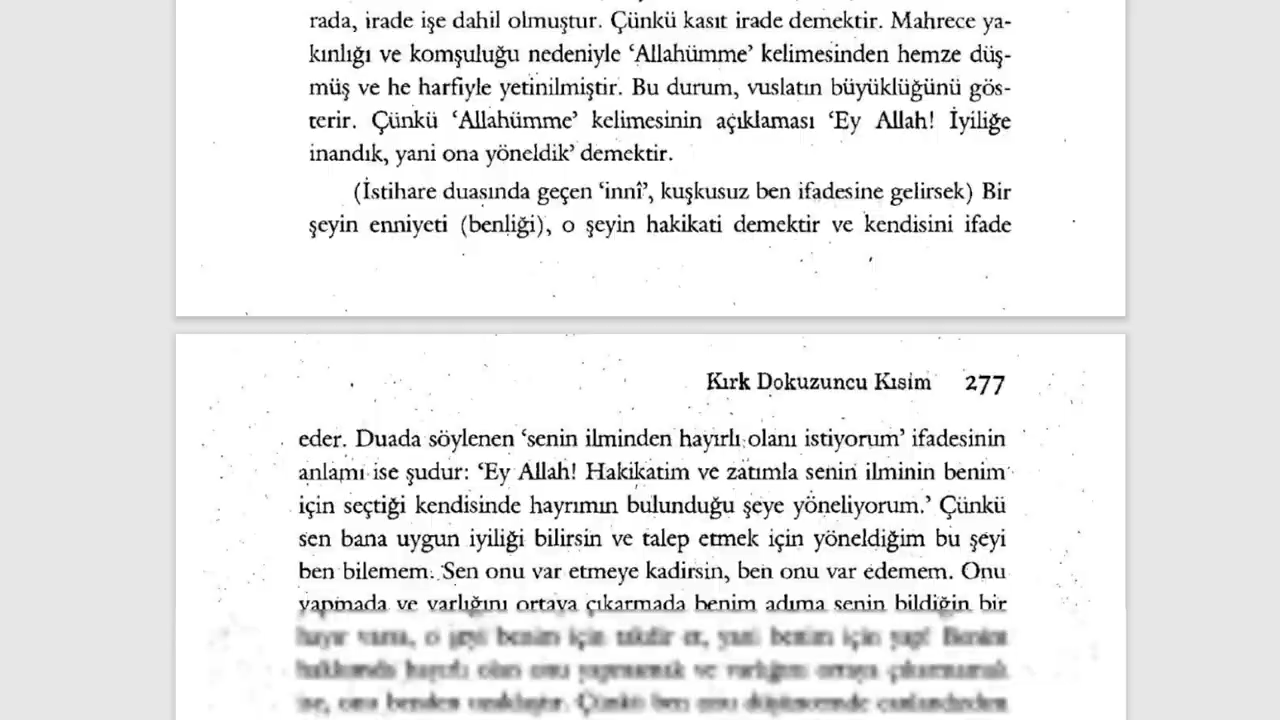 rada, irade işe dahil olmuştur. Çünkü kasıt irade demektir. Mahrece ya-
kınlığı ve komşuluğu nedeniyle ‘Allahümme’ kelimesinden hemze düş-
müş ve he harfiyle yetinilmiştir. Bu durum, vuslatın büyüklüğünü gös-
terir. Çünkü ‘Allahümme’ kelimesinin açıklaması ‘Ey Allah! İyiliğe
inandık, yani ona yöneldik’ demektir.
(İstihare duasında geçen ‘innî’, kuşkusuz ben ifadesine gelirsek) Bir
şeyin enniyeti (benliği), o şeyin hakikati demektir ve kendisini ifade
Kırk Dokuzuncu Kısım 277
eder. Duada söylenen ‘senin ilminden hayırlı olanı istiyorum’ ifadesinin
anlamı ise şudur: ‘Ey Allah! Hakikatim ve zatımla senin ilminin benim
için seçtiği kendisinde hayrımın bulunduğu şeye yöneliyorum.’ Çünkü
sen bana uygun iyiliği bilirsin ve talep etmek için yöneldiğim bu şeyi
ben bilemem. Sen onu var etmeye kadirsin, ben onu var edemem. Onu
yapmada ve varlığını ortaya çıkarmada benim adıma senin bildiğin bir